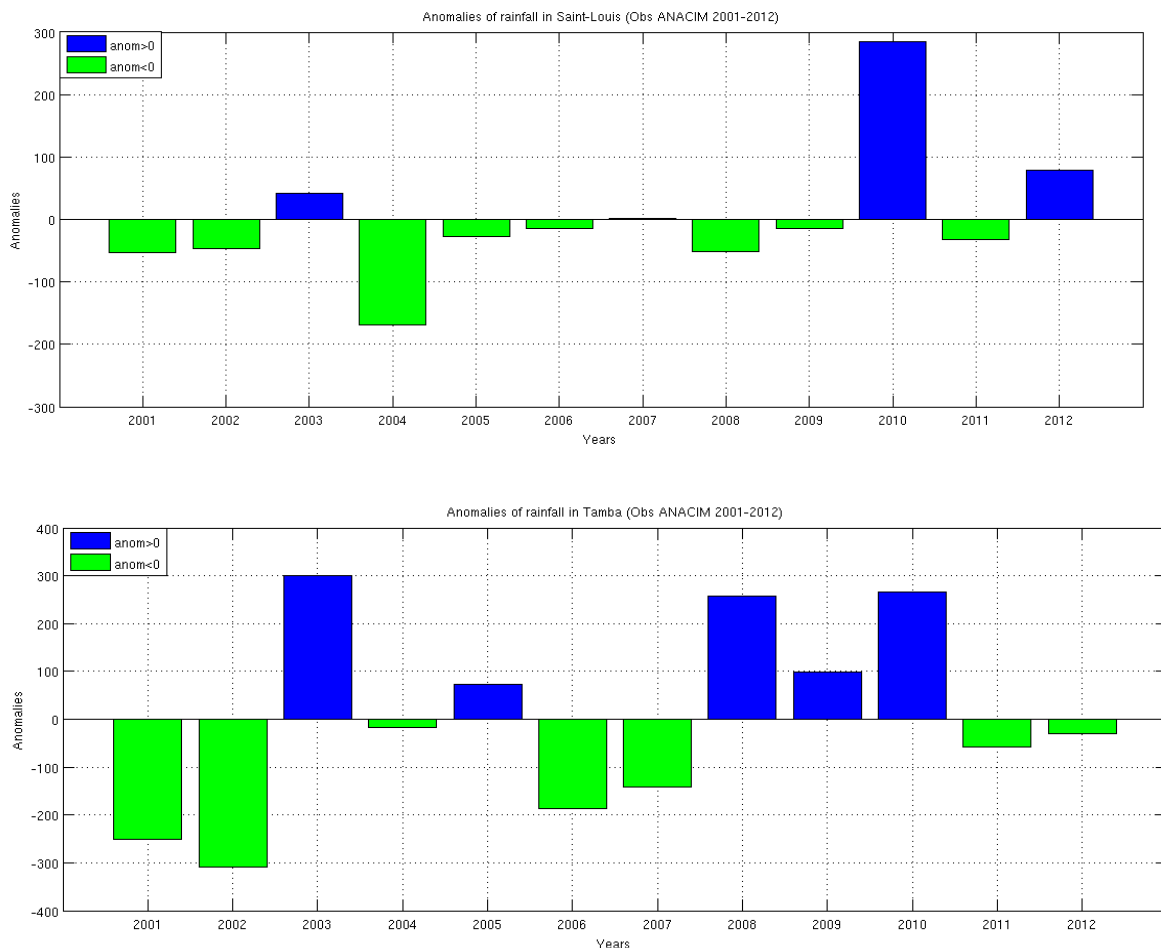 Anomalies of rainfall in Saint-Louis (Obs ANACIM 2001-2012)
300
anom>0
anom<0
200
100
0
-100
-200
-300
Anomalies
2001 2002 2003 2004 2005 2006 2007 2008 2009 2010 2011 2012
Years
Anomalies of rainfall in Tamba (Obs ANACIM 2001-2012)
400
anom>0
anom<0
300
200
100
0
-100
-200
-300
-400
Anomalies
2001 2002 2003 2004 2005 2006 2007 2008 2009 2010 2011 2012
Years